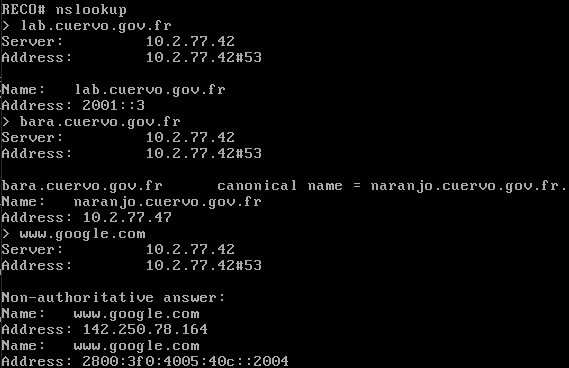 RECO# nslookup
> lab.cuervo.gov.fr
Server:         10.2.77.42
Address:        10.2.77.42#53
Name:   lab.cuervo.gov.fr
Address: 2001::3
> bara.cuervo.gov.fr
Server:         10.2.77.42
Address:        10.2.77.42#53
bara.cuervo.gov.fr      canonical name = naranjo.cuervo.gov.fr.
Name:   naranjo.cuervo.gov.fr
Address: 10.2.77.47
> www.google.com
Server:         10.2.77.42
Address:        10.2.77.42#53
Non-authoritative answer:
Name:   www.google.com
Address: 142.250.78.164
Name:   www.google.com
Address: 2800:3f0:4005:40c::2004